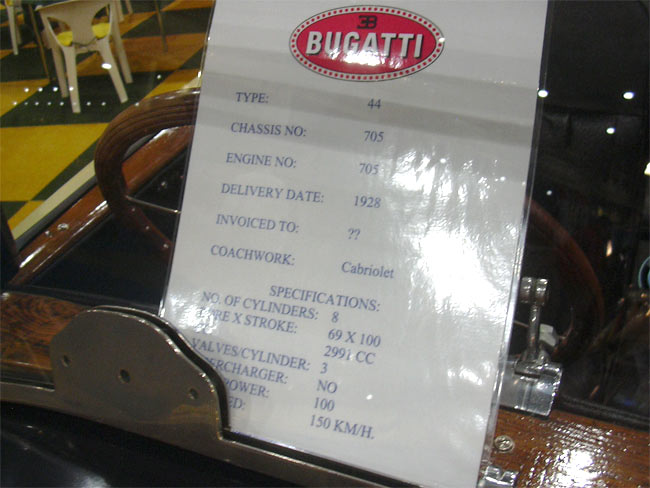 EB
BUGATTI
TYPE: 44
CHASSIS NO: 705
ENGINE NO: 705
DELIVERY DATE: 1928
INVOICED TO: ??
COACHWORK: Cabriolet
SPECIFICATIONS:
NO. OF CYLINDERS: 8
X STROKE: 69 X 100
2991 CC
VALVES/CYLINDER: 3
NO
100
150 KM/H.